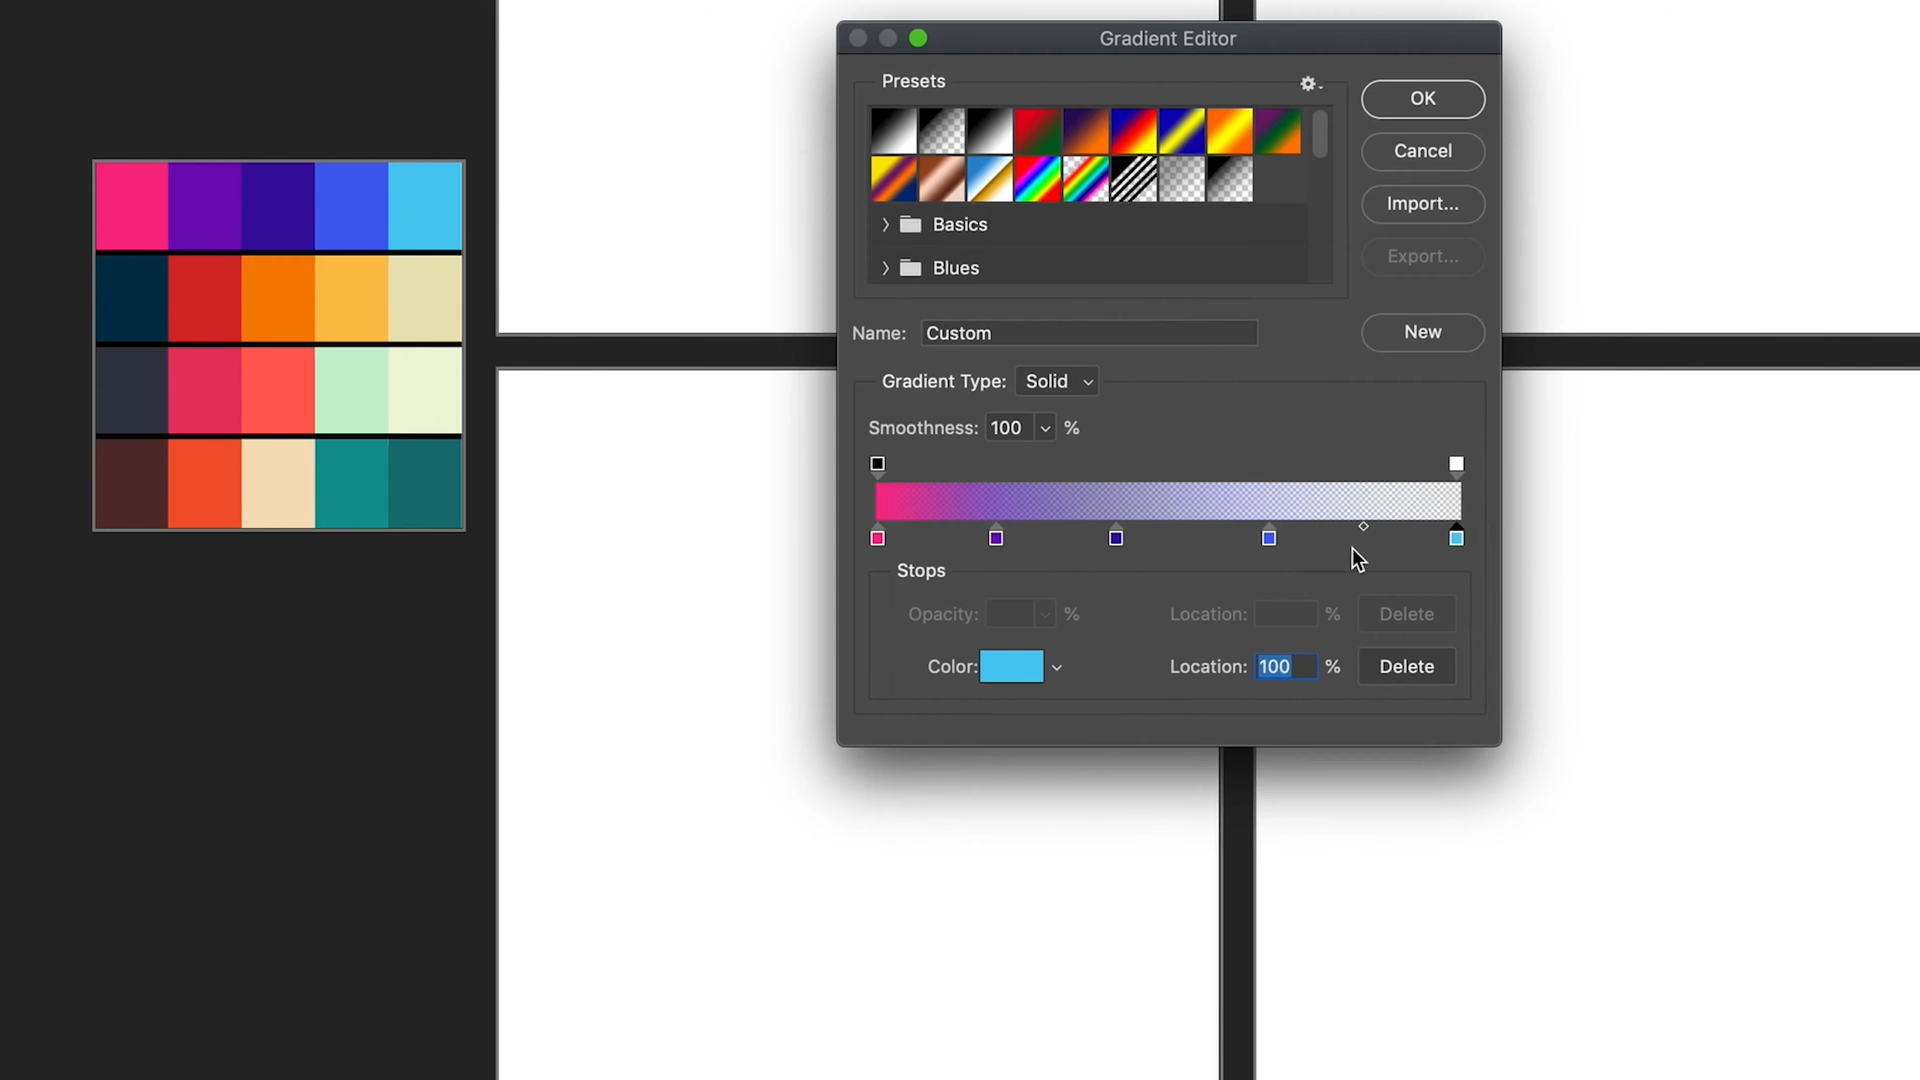 Gradient Editor
Presets
OK
Cancel
Import...
Export...
Basics
Blues
Name: Custom
New
Gradient Type: Solid
Smoothness: 100 %
Stops
Opacity: % Location: % Delete
Color: Location: 100 % Delete